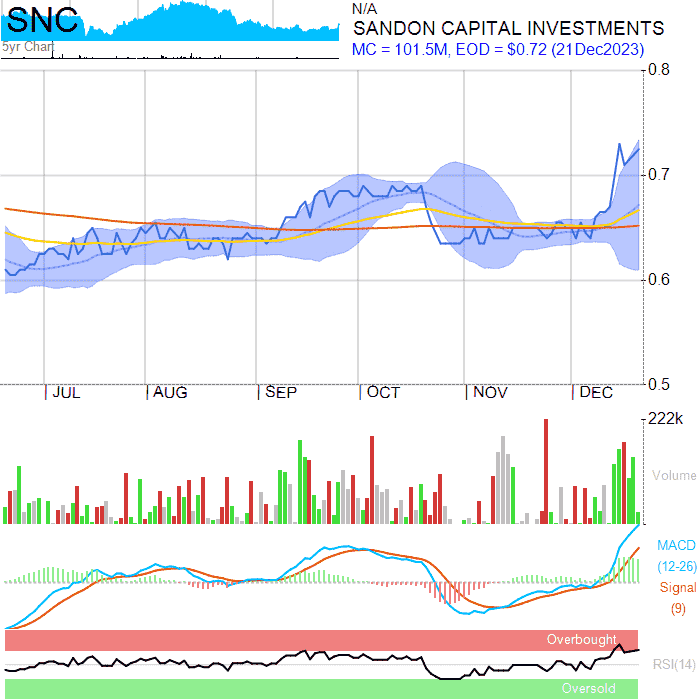 SNC
5yr Chart
N/A
SANDON CAPITAL INVESTMENTS
MC = 101.5M, EOD = $0.72 (21Dec2023)
0.8
0.7
0.6
0.5
JUL AUG SEP OCT NOV DEC
222k
Volume
MACD
(12-26)
Signal
(9)
Overbought
RSI(14)
Oversold